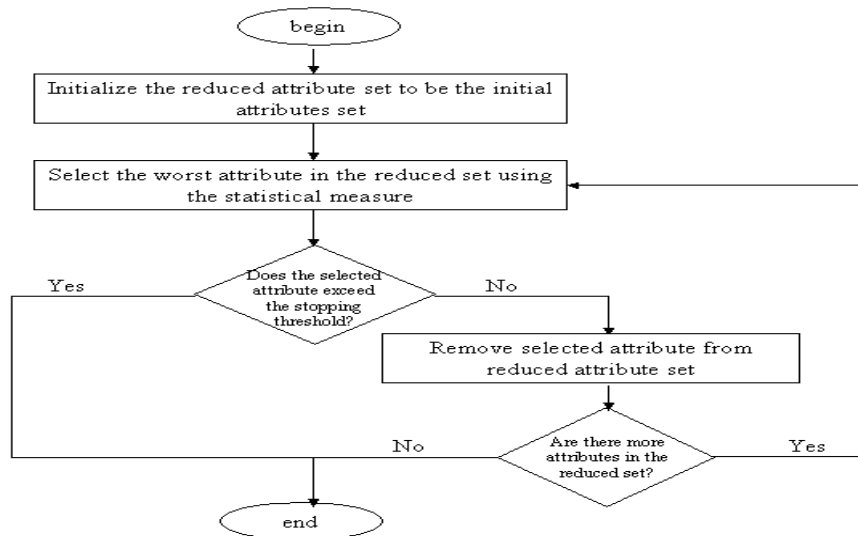 begin
Initialize the reduced attribute set to be the initial
attributes set
Select the worst attribute in the reduced set using
the statistical measure
Does the selected
attribute exceed
the stopping
threshold?
Yes
No
Remove selected attribute from
reduced attribute set
Are there more
attributes in the
reduced set?
No
Yes
end